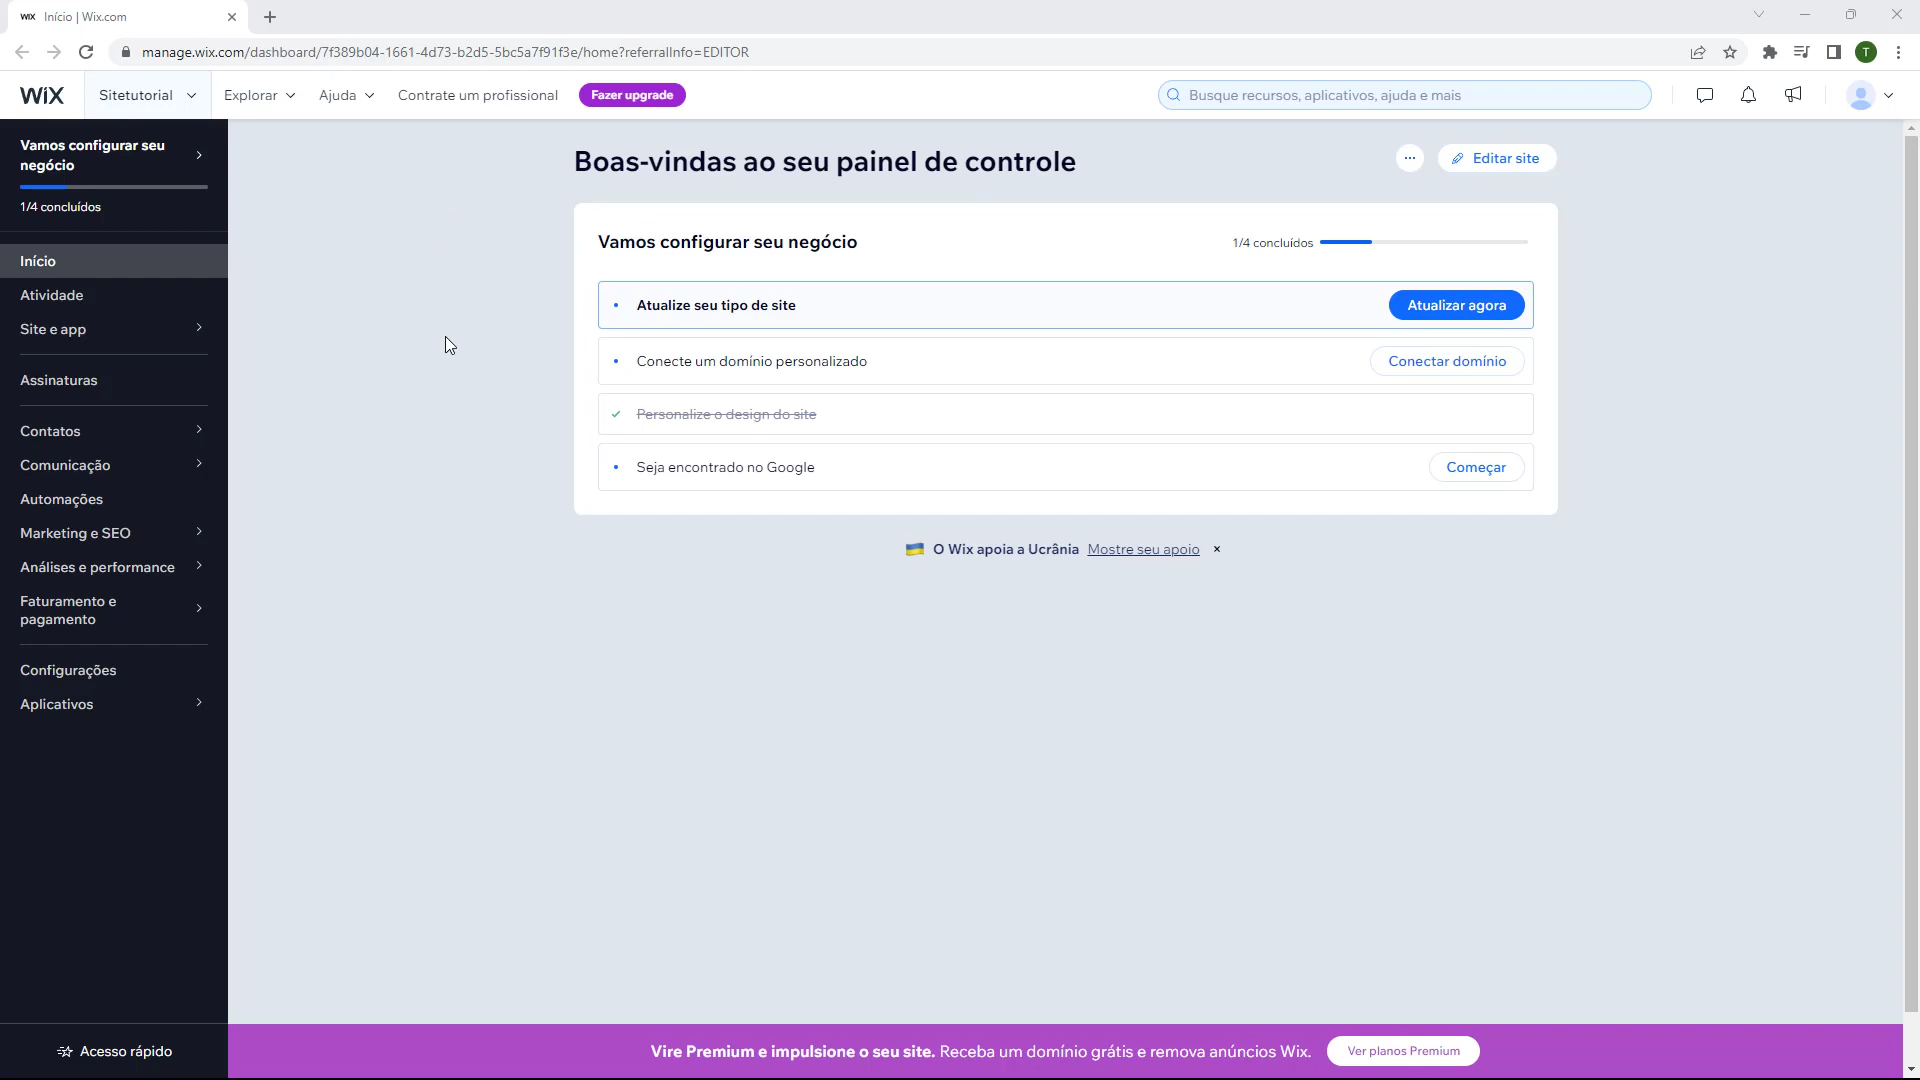 WiX Início | Wix.com
manage.wix.com/dashboard/7f389b04-1661-4d73-b2d5-5bc5a7f91f3e/home?referralInfo=EDITOR
T
WiX
Sitetutorial
Explorar
Ajuda
Contrate um profissional
Fazer upgrade
Busque recursos, aplicativos, ajuda e mais
Vamos configurar seu
negócio
1/4 concluídos
Início
Atividade
Site e app
Assinaturas
Contatos
Comunicação
Automações
Marketing e SEO
Análises e performance
Faturamento e
pagamento
Configurações
Aplicativos
Acesso rápido
Boas-vindas ao seu painel de controle
Editar site
Vamos configurar seu negócio
1/4 concluídos
Atualize seu tipo de site
Atualizar agora
Conecte um domínio personalizado
Conectar domínio
Personalize o design do site
Seja encontrado no Google
Começar
O Wix apoia a Ucrânia Mostre seu apoio
Vire Premium e impulsione o seu site. Receba um domínio grátis e remova anúncios Wix.
Ver planos Premium